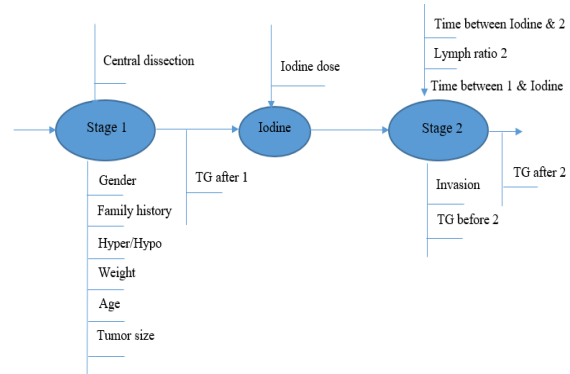 Central dissection
Stage 1
Gender
Family history
Hyper/Hypo
Weight
Age
Tumor size
TG after 1
Iodine dose
Iodine
Time between Iodine & 2
Lymph ratio 2
Time between 1 & Iodine
Stage 2
Invasion
TG before 2
TG after 2